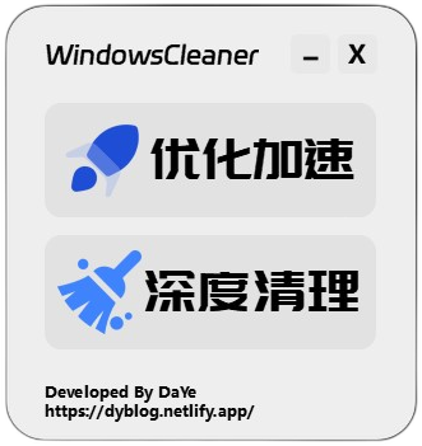 WindowsCleaner
– X
优化加速
深度清理
Developed By DaYe
https://dyblog.netlify.app/